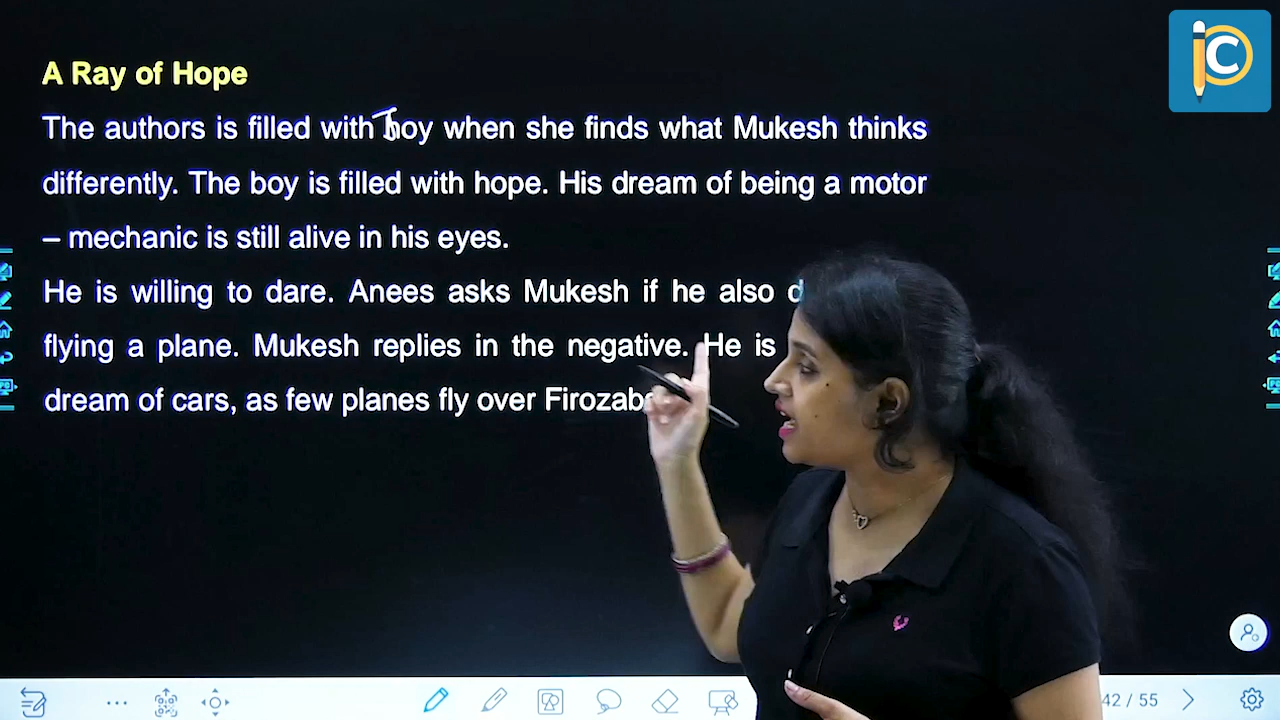 A Ray of Hope
The authors is filled with Joy when she finds what Mukesh thinks
differently. The boy is filled with hope. His dream of being a motor
– mechanic is still alive in his eyes.
He is willing to dare. Anees asks Mukesh if he also
flying a plane. Mukesh replies in the negative. He is
dream of cars, as few planes fly over
42 / 55